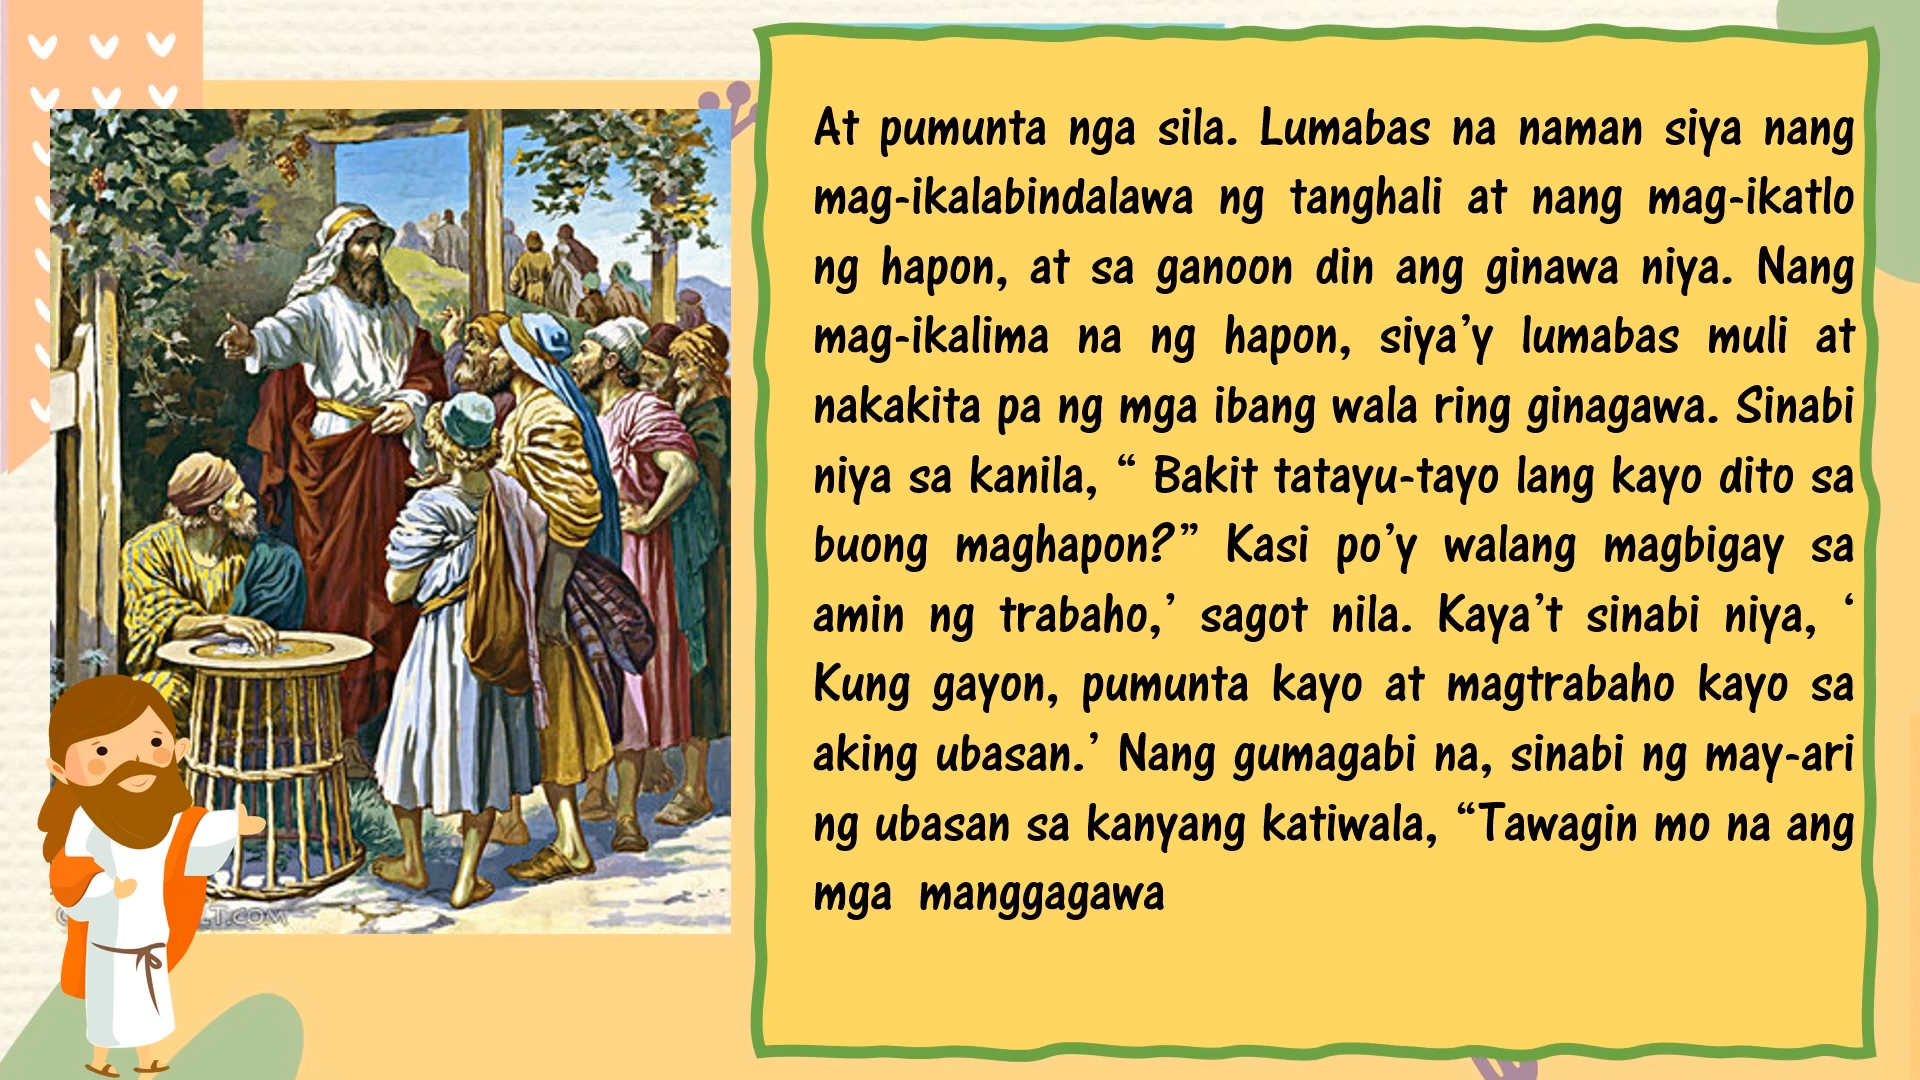 At pumunta nga sila. Lumabas na naman siya nang
mag-ikalabindalawa ng tanghali at nang mag-ikatlo
ng hapon, at sa ganoon din ang ginawa niya. Nang
mag-ikalima na ng hapon, siya’y lumabas muli at
nakakita pa ng mga ibang wala ring ginagawa. Sinabi
niya sa kanila, “ Bakit tatayu-tayo lang kayo dito sa
buong maghapon?” Kasi po’y walang magbigay sa
amin ng trabaho,’ sagot nila. Kaya’t sinabi niya, ‘
Kung gayon, pumunta kayo at magtrabaho kayo sa
aking ubasan.’ Nang gumagabi na, sinabi ng may-ari
ng ubasan sa kanyang katiwala, “Tawagin mo na ang
mga manggagawa